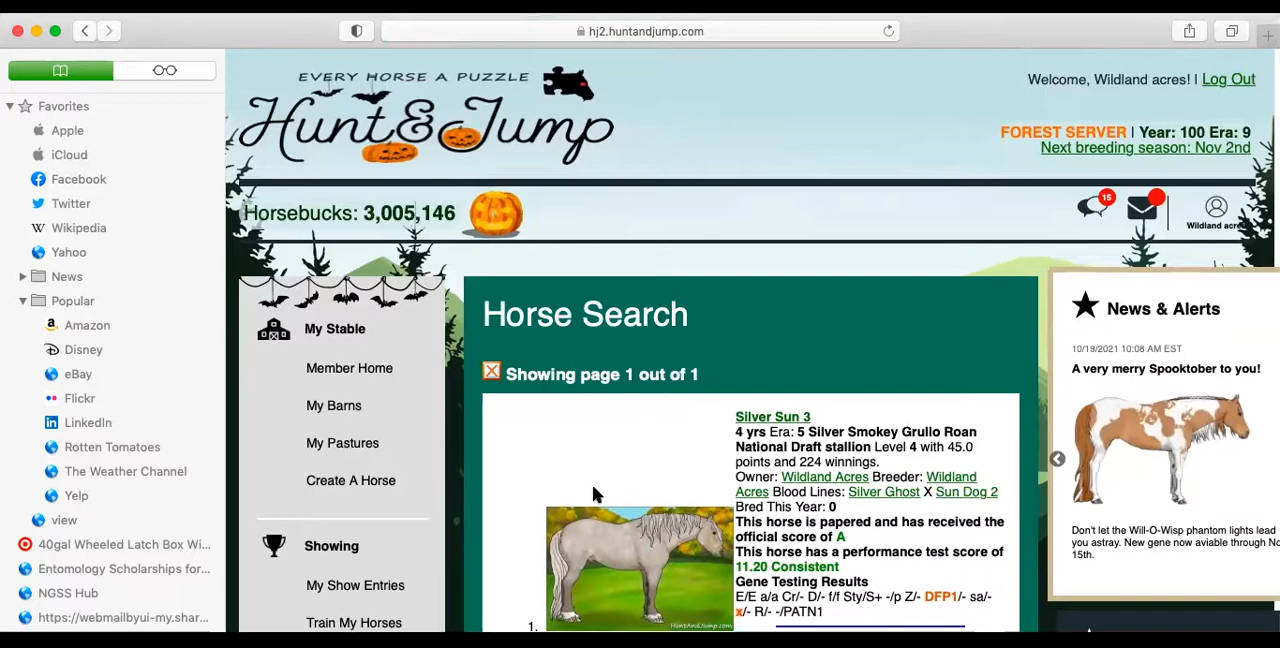 hj2.huntandjump.com
Favorites
Apple
iCloud
Facebook
Twitter
W Wikipedia
Yahoo
News
Popular
a Amazon
Disney
eBay
Flickr
in LinkedIn
Rotten Tomatoes
The Weather Channel
Yelp
view
40gal Wheeled Latch Box Wi...
Entomology Scholarships for...
NGSS Hub
https://webmailbyui-my.shar...
EVERY HORSE A PUZZLE
Hunt&Jump
Welcome, Wildland acres! | Log Out
FOREST SERVER | Year: 100 Era: 9
Next breeding season: Nov 2nd
Horsebucks: 3,005,146
15
My Stable
Member Home
My Barns
My Pastures
Create A Horse
Showing
My Show Entries
Train My Horses
Horse Search
Showing page 1 out of 1
Silver Sun 3
4 yrs Era: 5 Silver Smokey Grullo Roan
National Draft stallion Level 4 with 45.0
points and 224 winnings.
Owner: Wildland Acres Breeder: Wildland
Acres Blood Lines: Silver Ghost X Sun Dog 2
Bred This Year: 0
This horse is papered and has received the
official score of A
This horse has a performance test score of
11.20 Consistent
Gene Testing Results
E/E a/a Cr/- D/- f/f Sty/S+ -/p Z/- DFP1/- sa/-
x/- R/- -/PATN1
1.
HuntAndJump.com
News & Alerts
10/19/2021 10:08 AM EST
A very merry Spooktober to you!
Don't let the Will-O-Wisp phantom lights lead
you astray. New gene now aviable through No
15th.